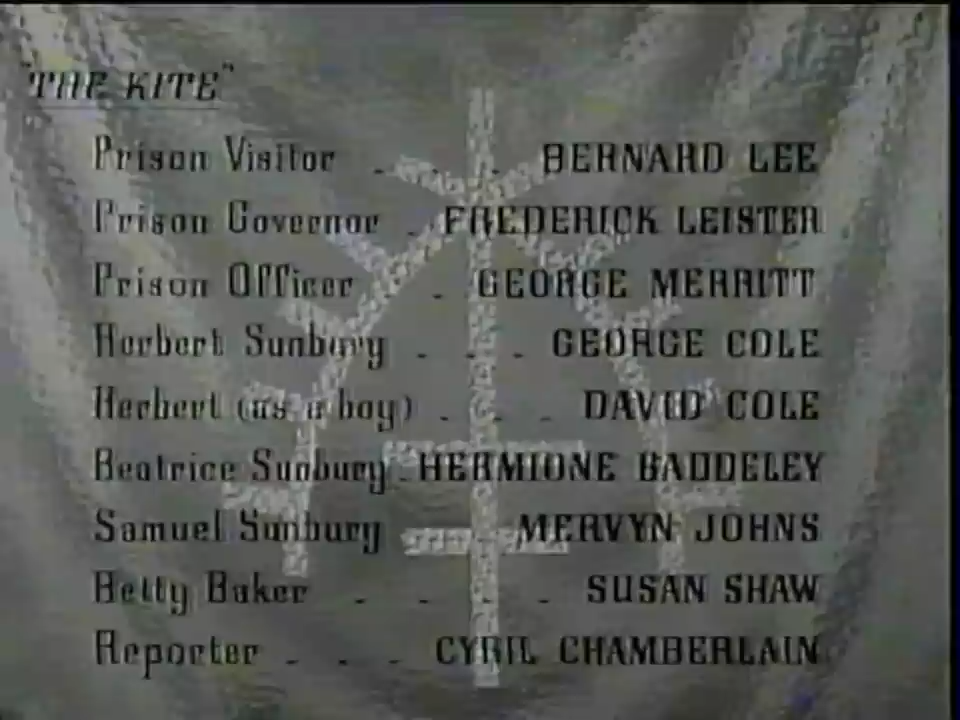 "THE KITE"
Prison Visitor . . BERNARD LEE
Prison Governor . FREDERICK LEISTER
Prison Officer . GEORGE MERRITT
Herbert Sunbury . . . GEORGE COLE
Herbert (as a boy) . . . DAVID COLE
Beatrice Sunbury . HERMIONE BADDELEY
Samuel Sunbury MERVYN JOHNS
Betty Baker . . . . SUSAN SHAW
Reporter . . . CYRIL CHAMBERLAIN